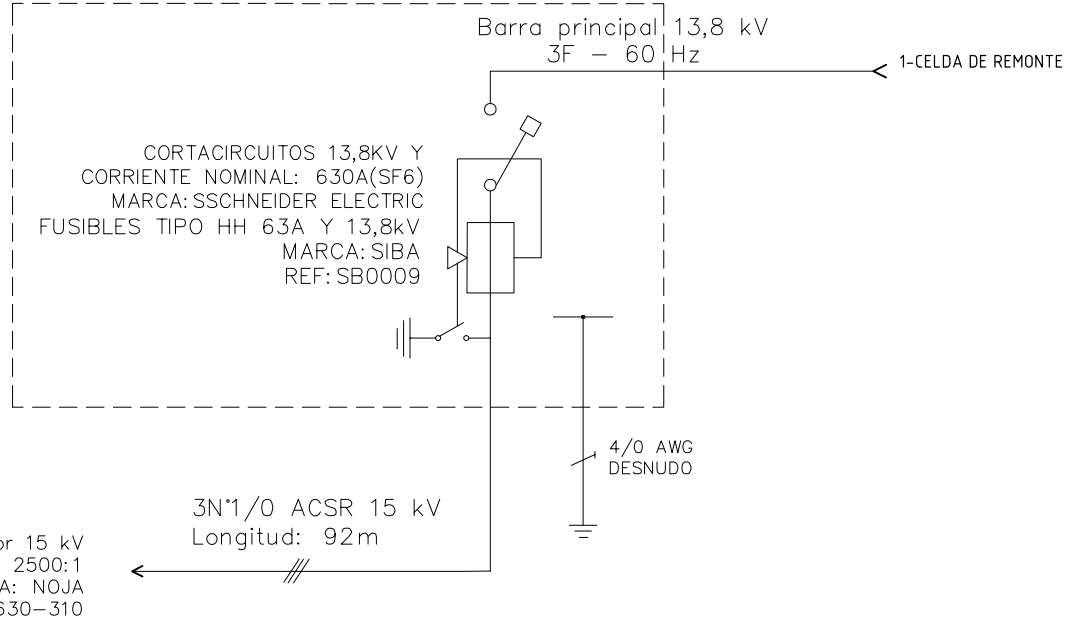 Barra principal 13,8 kV
3F - 60 Hz
1-CELDA DE REMONTE
CORTACIRCUITOS 13,8KV Y
CORRIENTE NOMINAL: 630A(SF6)
MARCA:SSCHNEIDER ELECTRIC
FUSIBLES TIPO HH 63A Y 13,8kV
MARCA:SIBA
REF:SB0009
4/0 AWG
DESNUDO
3N°1/0 ACSR 15 kV
Longitud: 92m
or 15 kV
2500:1
A: NOJA
630-310